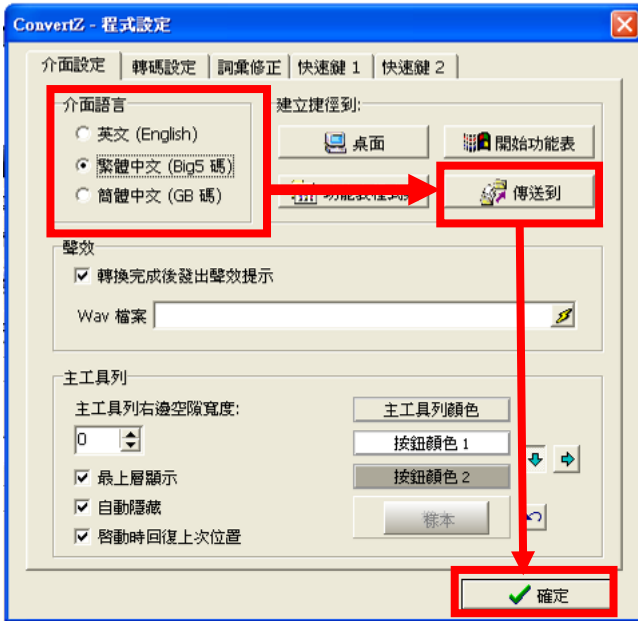 ConvertZ - 程式設定
介面設定 轉碼設定 詞彙修正 快速鍵 1 快速鍵 2
介面語言
英文 (English)
繁體中文 (Big5 碼)
簡體中文 (GB 碼)
建立捷徑到:
桌面
開始功能表
傳送到
聲效
轉換完成後發出聲效提示
Wav 檔案
主工具列
主工具列右邊空隙寬度:
0
最上層顯示
自動隱藏
啓動時回復上次位置
主工具列顏色
按鈕顏色 1
按鈕顏色 2
樣本
確定